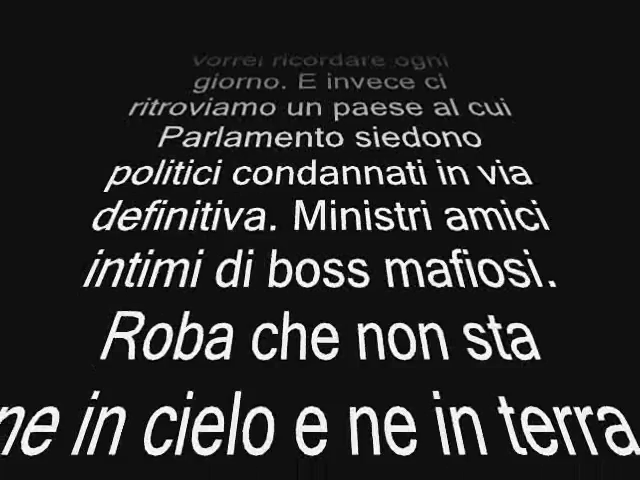 vorrei ricordare ogni
giorno. E invece ci
ritroviamo un paese al cui
Parlamento siedono
politici condannati in via
definitiva. Ministri amici
intimi di boss mafiosi.
Roba che non sta
ne in cielo e ne in terra